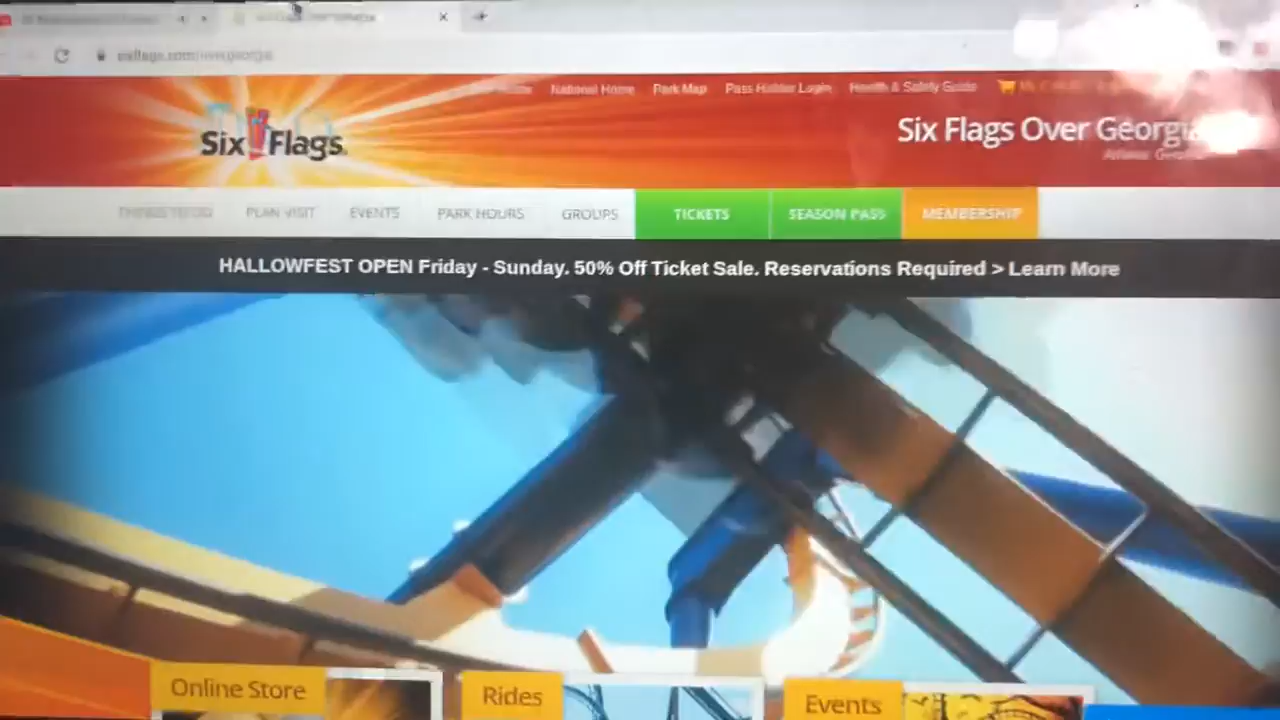 National Home Park Map Pass Holder Login Health & Safety Guide
Six Flags
Six Flags Over Georgia
PLAN VISIT EVENTS PARK HOURS GROUPS TICKETS SEASON PASS MEMBERSHIP
HALLOWFEST OPEN Friday - Sunday. 50% Off Ticket Sale. Reservations Required > Learn More
Online Store
Rides
Events